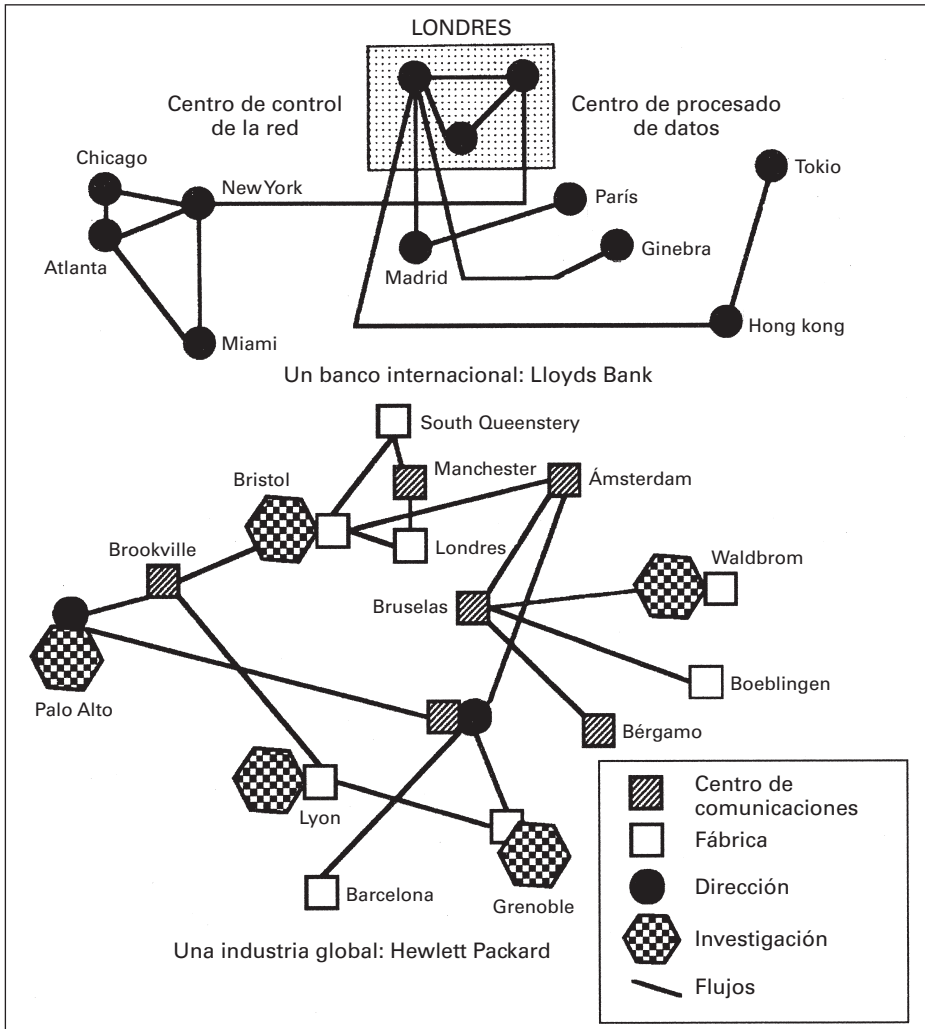 LONDRES
Centro de control
de la red
Centro de procesado
de datos
Chicago
New York
Tokio
París
Atlanta
Madrid
Ginebra
Miami
Hong kong
Un banco internacional: Lloyds Bank
South Queenstery
Manchester
Ámsterdam
Bristol
Londres
Brookville
Waldbrom
Bruselas
Palo Alto
Boeblingen
Bérgamo
Lyon
Barcelona
Grenoble
Una industria global: Hewlett Packard
Centro de
comunicaciones
Fábrica
Dirección
Investigación
Flujos